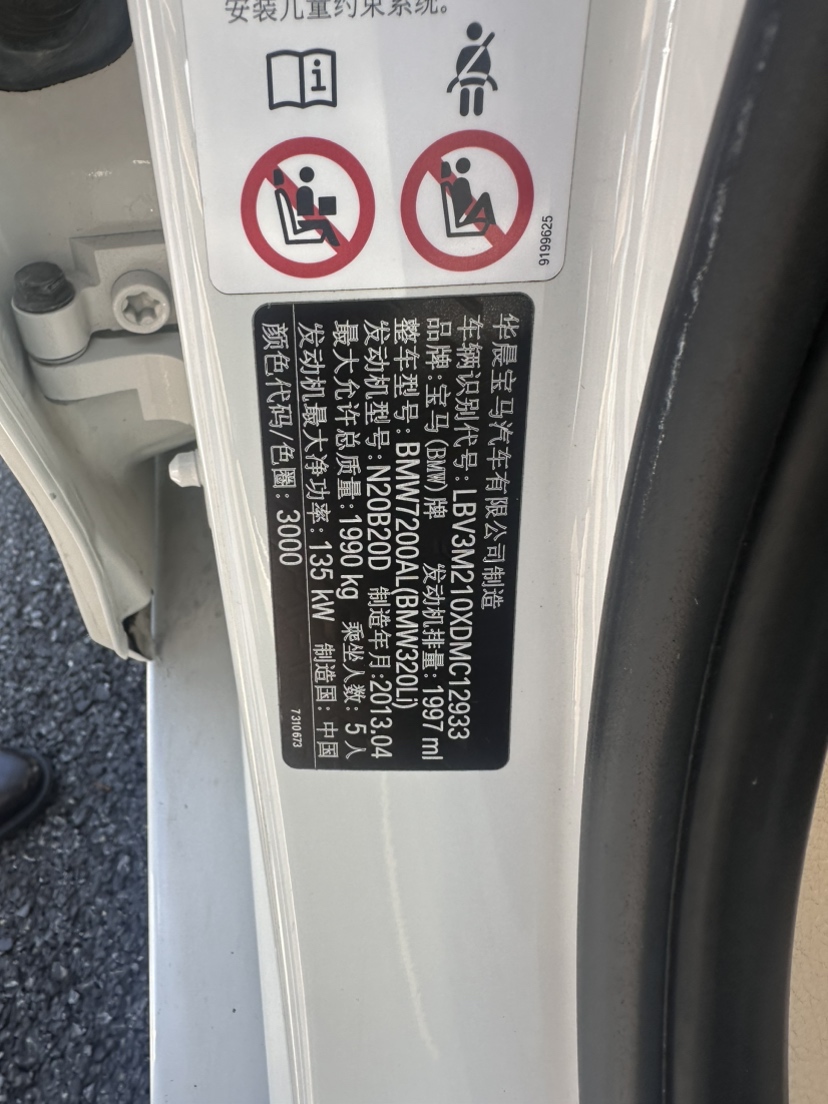 安装儿童约束系统。
9199625
华晨宝马汽车有限公司制造
车辆识别代号:LBV3M210XDMC12933
品牌:宝马(BMW)牌 发动机排量:1997 ml
整车型号:BMW7200AL(BMW320Li)
发动机型号:N20B20D 制造年月:2013.04
最大允许总质量:1990 kg 乘坐人数:5 人
发动机最大净功率:135 kW 制造国:中国
颜色代码/色圈:3000 7310673